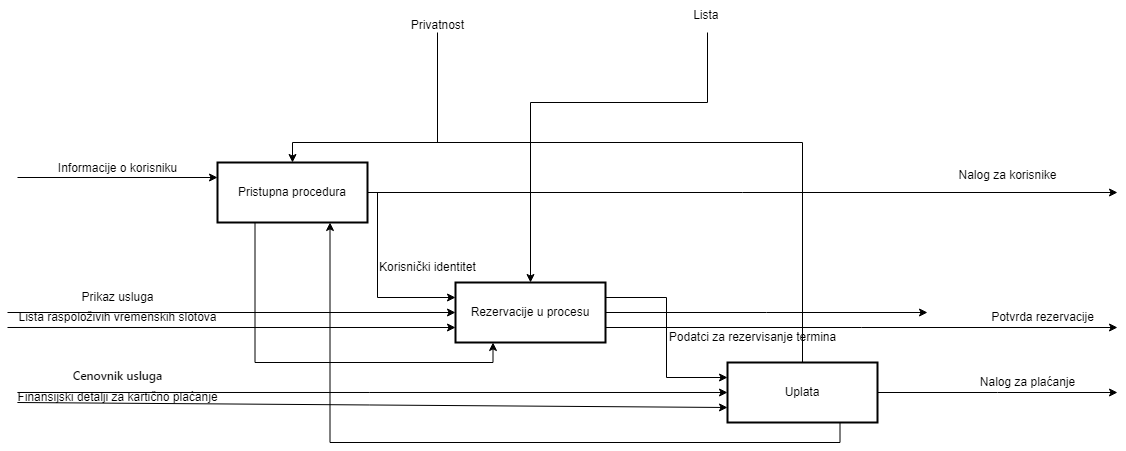 Lista
Privatnost
Informacije o korisniku
Nalog za korisnike
Pristupna procedura
Korisnički identitet
Prikaz usluga
Rezervacije u procesu
Lista raspoloživih vremenskih slotova
Potvrda rezervacije
Podatci za rezervisanje termina
Cenovnik usluga
Nalog za plaćanje
Uplata
Finansijski detalji za kartično plaćanje